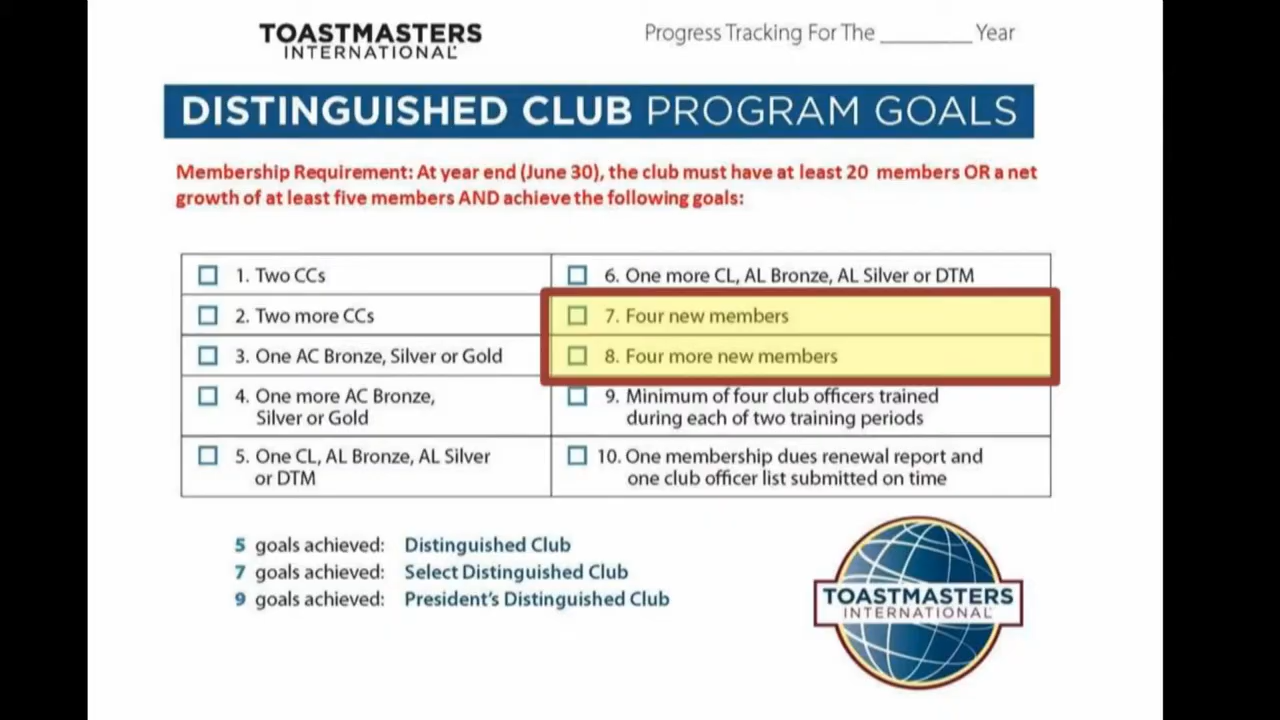 TOASTMASTERS
INTERNATIONAL
Progress Tracking For The ________ Year
DISTINGUISHED CLUB PROGRAM GOALS
Membership Requirement: At year end (June 30), the club must have at least 20 members OR a net
growth of at least five members AND achieve the following goals:
1. Two CCs
2. Two more CCs
3. One AC Bronze, Silver or Gold
4. One more AC Bronze,
Silver or Gold
5. One CL, AL Bronze, AL Silver
or DTM
6. One more CL, AL Bronze, AL Silver or DTM
7. Four new members
8. Four more new members
9. Minimum of four club officers trained
during each of two training periods
10. One membership dues renewal report and
one club officer list submitted on time
5 goals achieved: Distinguished Club
7 goals achieved: Select Distinguished Club
9 goals achieved: President's Distinguished Club
TOASTMASTERS
INTERNATIONAL